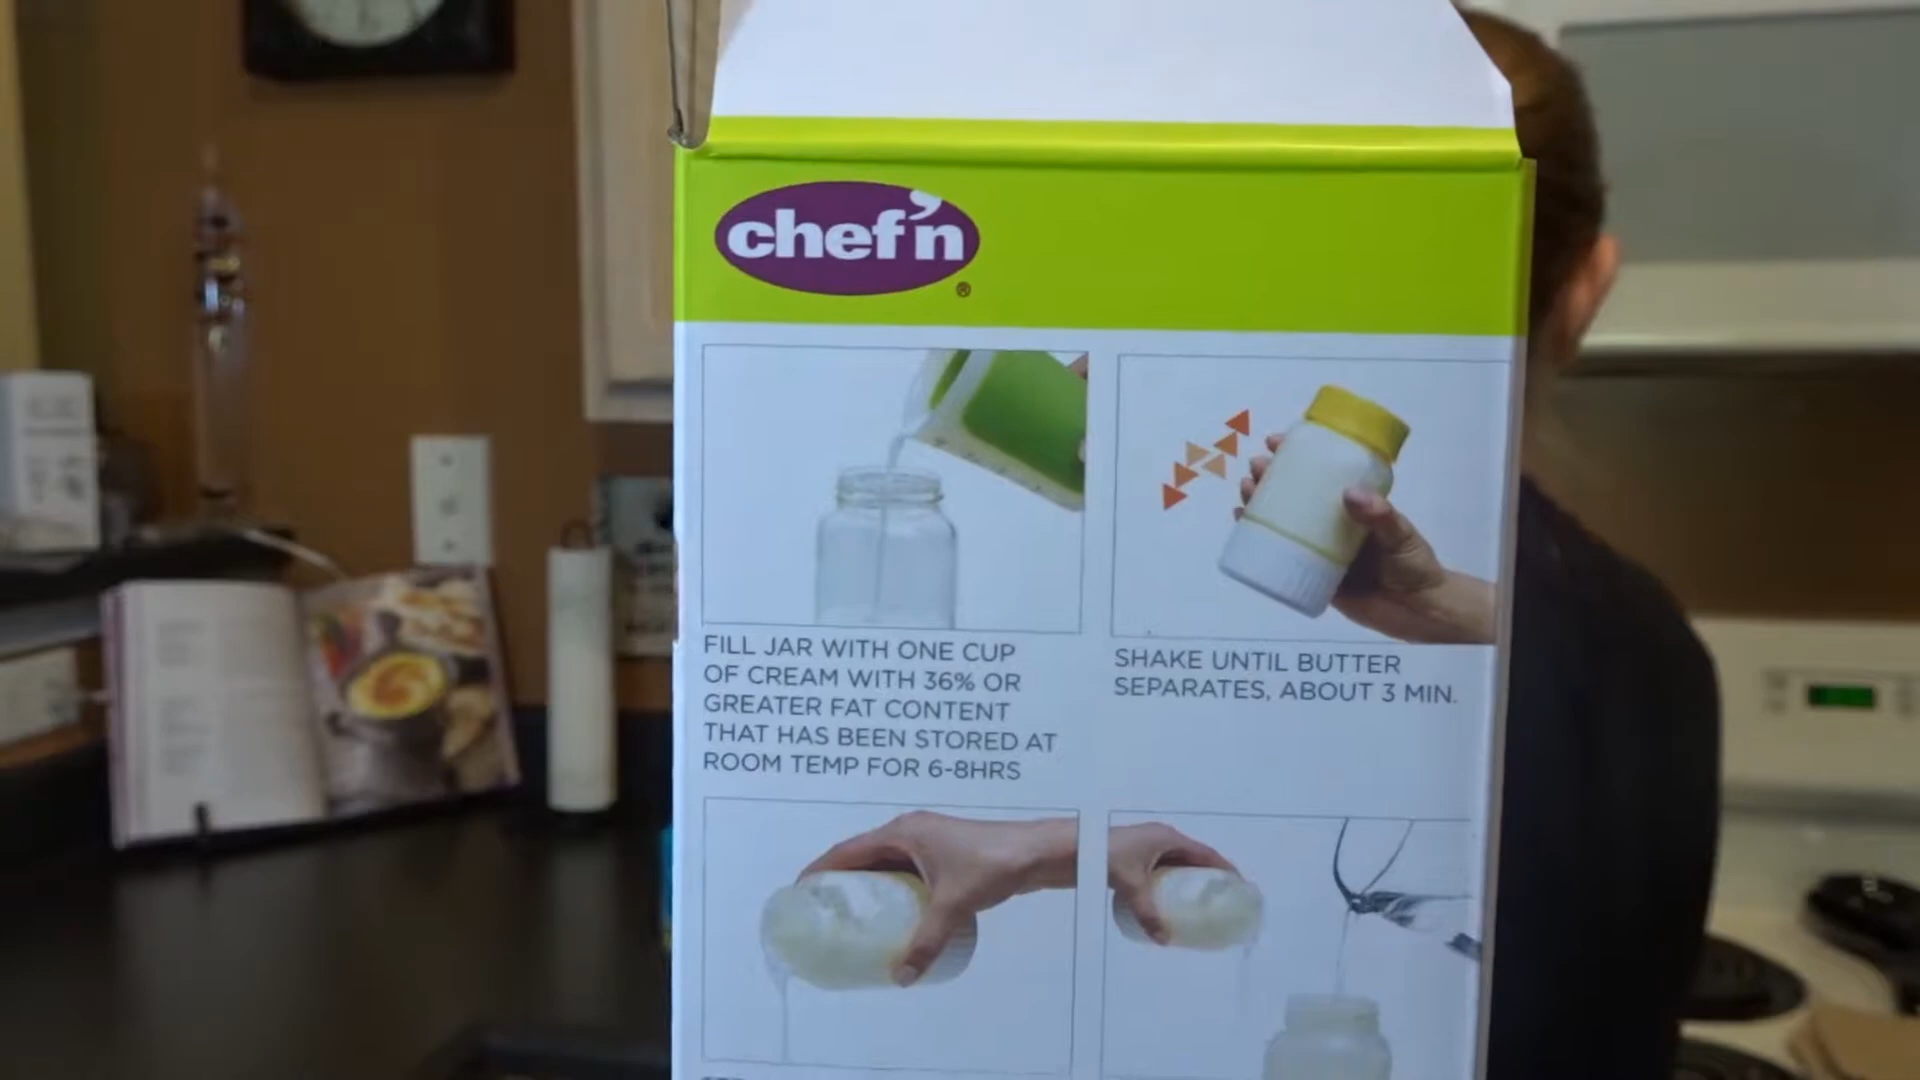 chef'n
®
FILL JAR WITH ONE CUP
OF CREAM WITH 36% OR
GREATER FAT CONTENT
THAT HAS BEEN STORED AT
ROOM TEMP FOR 6-8HRS
SHAKE UNTIL BUTTER
SEPARATES, ABOUT 3 MIN.